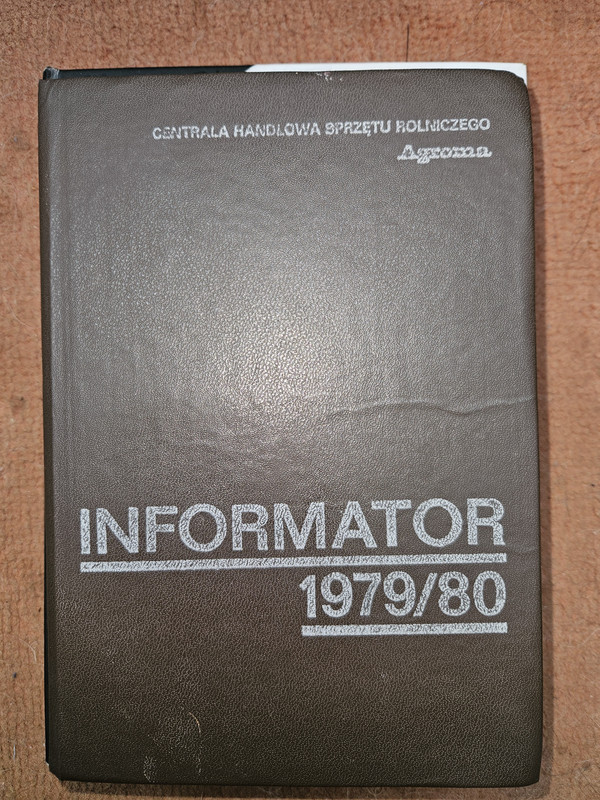 CENTRALA HANDLOWA SPRZĘTU ROLNICZEGO
Agroma
INFORMATOR
1979/80